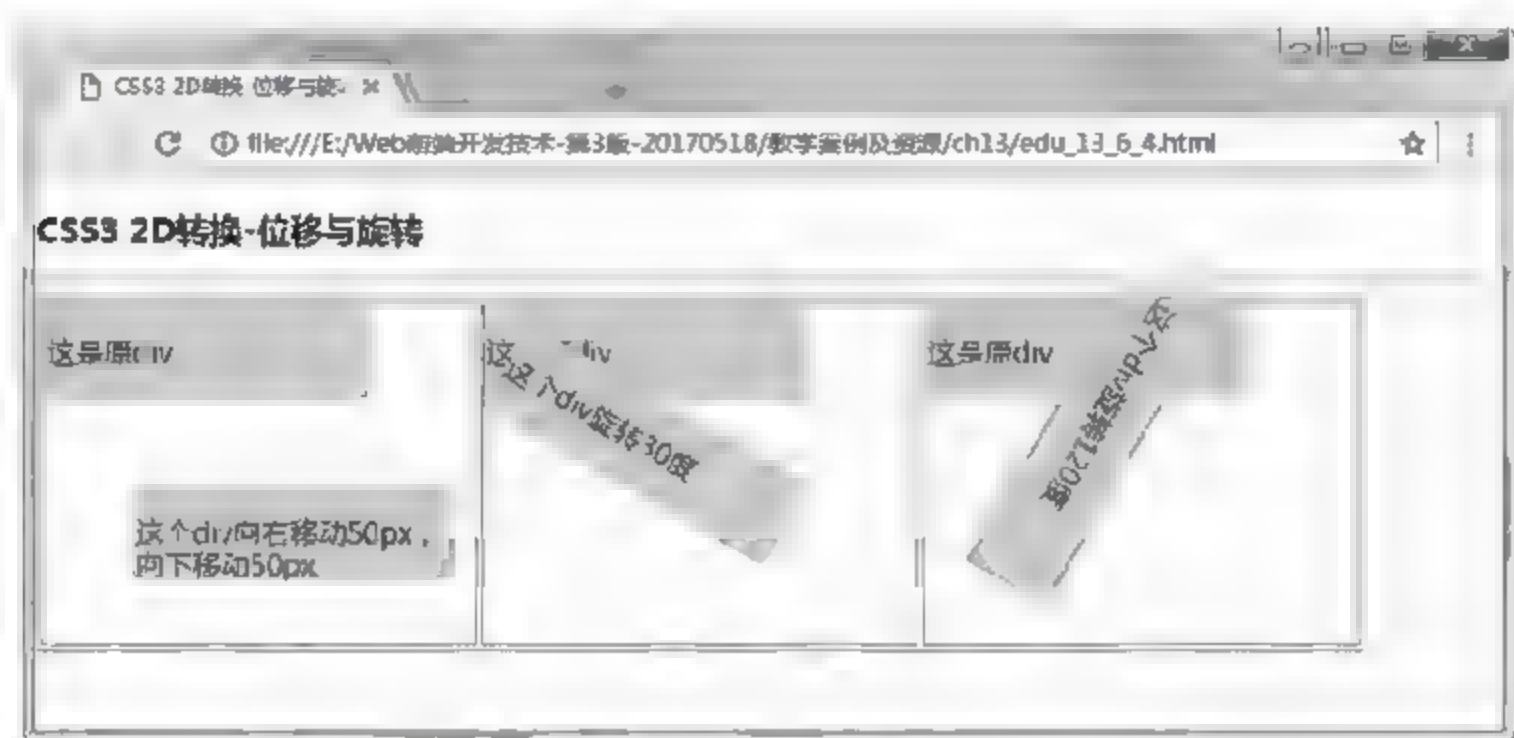 CSS3 2D转换-位移与旋
file:///E:/Web前端开发技术-第3版-20170518/教学案例及资源/ch13/edu_13_6_4.html
CSS3 2D转换-位移与旋转
这是原div
这个div向右移动50px，
向下移动50px
这 div
这个div旋转30度
这是原div
这个div旋转120度